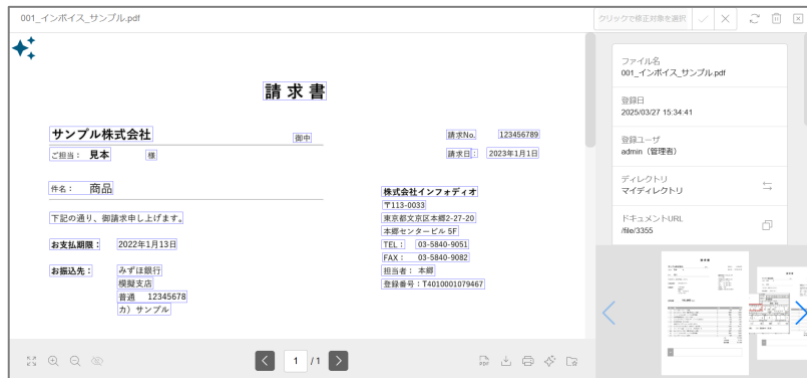 001_インボイス_サンプル.pdf
クリックで修正対象を選択
請求書
サンプル株式会社 御中
ご担当： 見本 様
件名： 商品
下記の通り、御請求申し上げます。
お支払期限： 2022年1月13日
お振込先： みずほ銀行
模擬支店
普通 12345678
カ）サンプル
請求No. 123456789
請求日： 2023年1月1日
株式会社インフォディオ
〒113-0033
東京都文京区本郷2-27-20
本郷センタービル 5F
TEL： 03-5840-9051
FAX： 03-5840-9082
担当者： 本郷
登録番号：T4010001079467
ファイル名
001_インボイス_サンプル.pdf
登録日
2025/03/27 15:34:41
登録ユーザ
admin（管理者）
ディレクトリ
マイディレクトリ
ドキュメントURL
/file/3355
1 /1
PDF